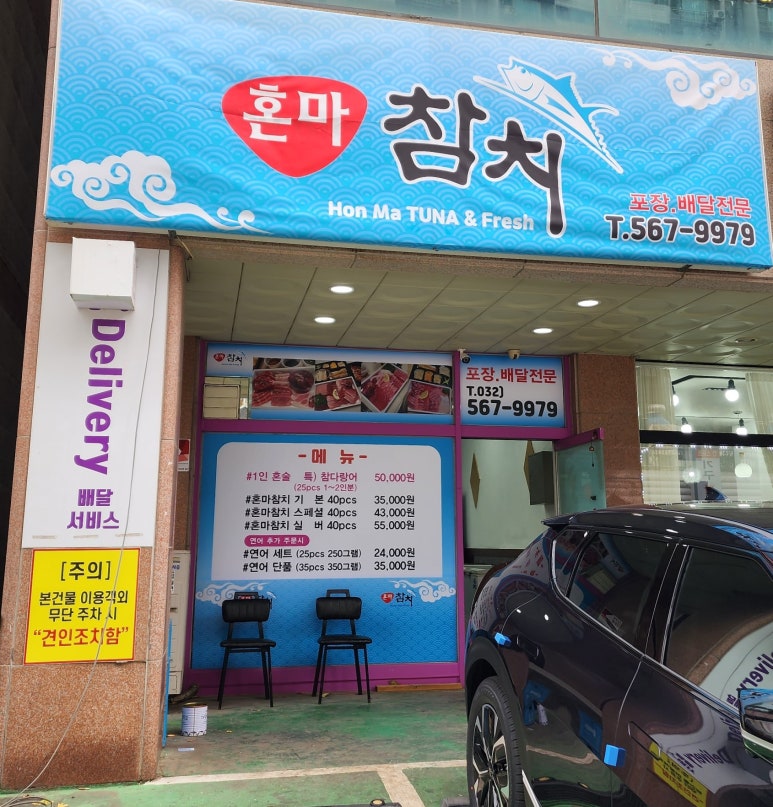 혼마 참치
Hon Ma TUNA & Fresh
포장.배달전문
T.567-9979
Delivery
배달
서비스
[주의]
본건물 이용객외
무단 주차 시
"견인조치함"
혼마 참치
포장.배달전문
T.032)
567-9979
-메 뉴-
#1인 혼술 특) 참다랑어 50,000원
(25pcs 1~2인분)
#혼마참치 기 본 40pcs 35,000원
#혼마참치 스페셜 40pcs 43,000원
#혼마참치 실 버 40pcs 55,000원
연어 추가 주문시
#연어 세트 (25pcs 250그램) 24,000원
#연어 단품 (35pcs 350그램) 35,000원
혼마 참치